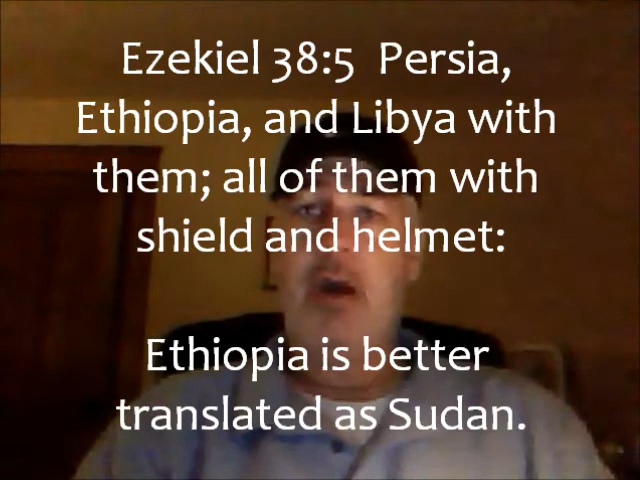 Ezekiel 38:5  Persia,
Ethiopia, and Libya with
them; all of them with
shield and helmet:
Ethiopia is better
translated as Sudan.